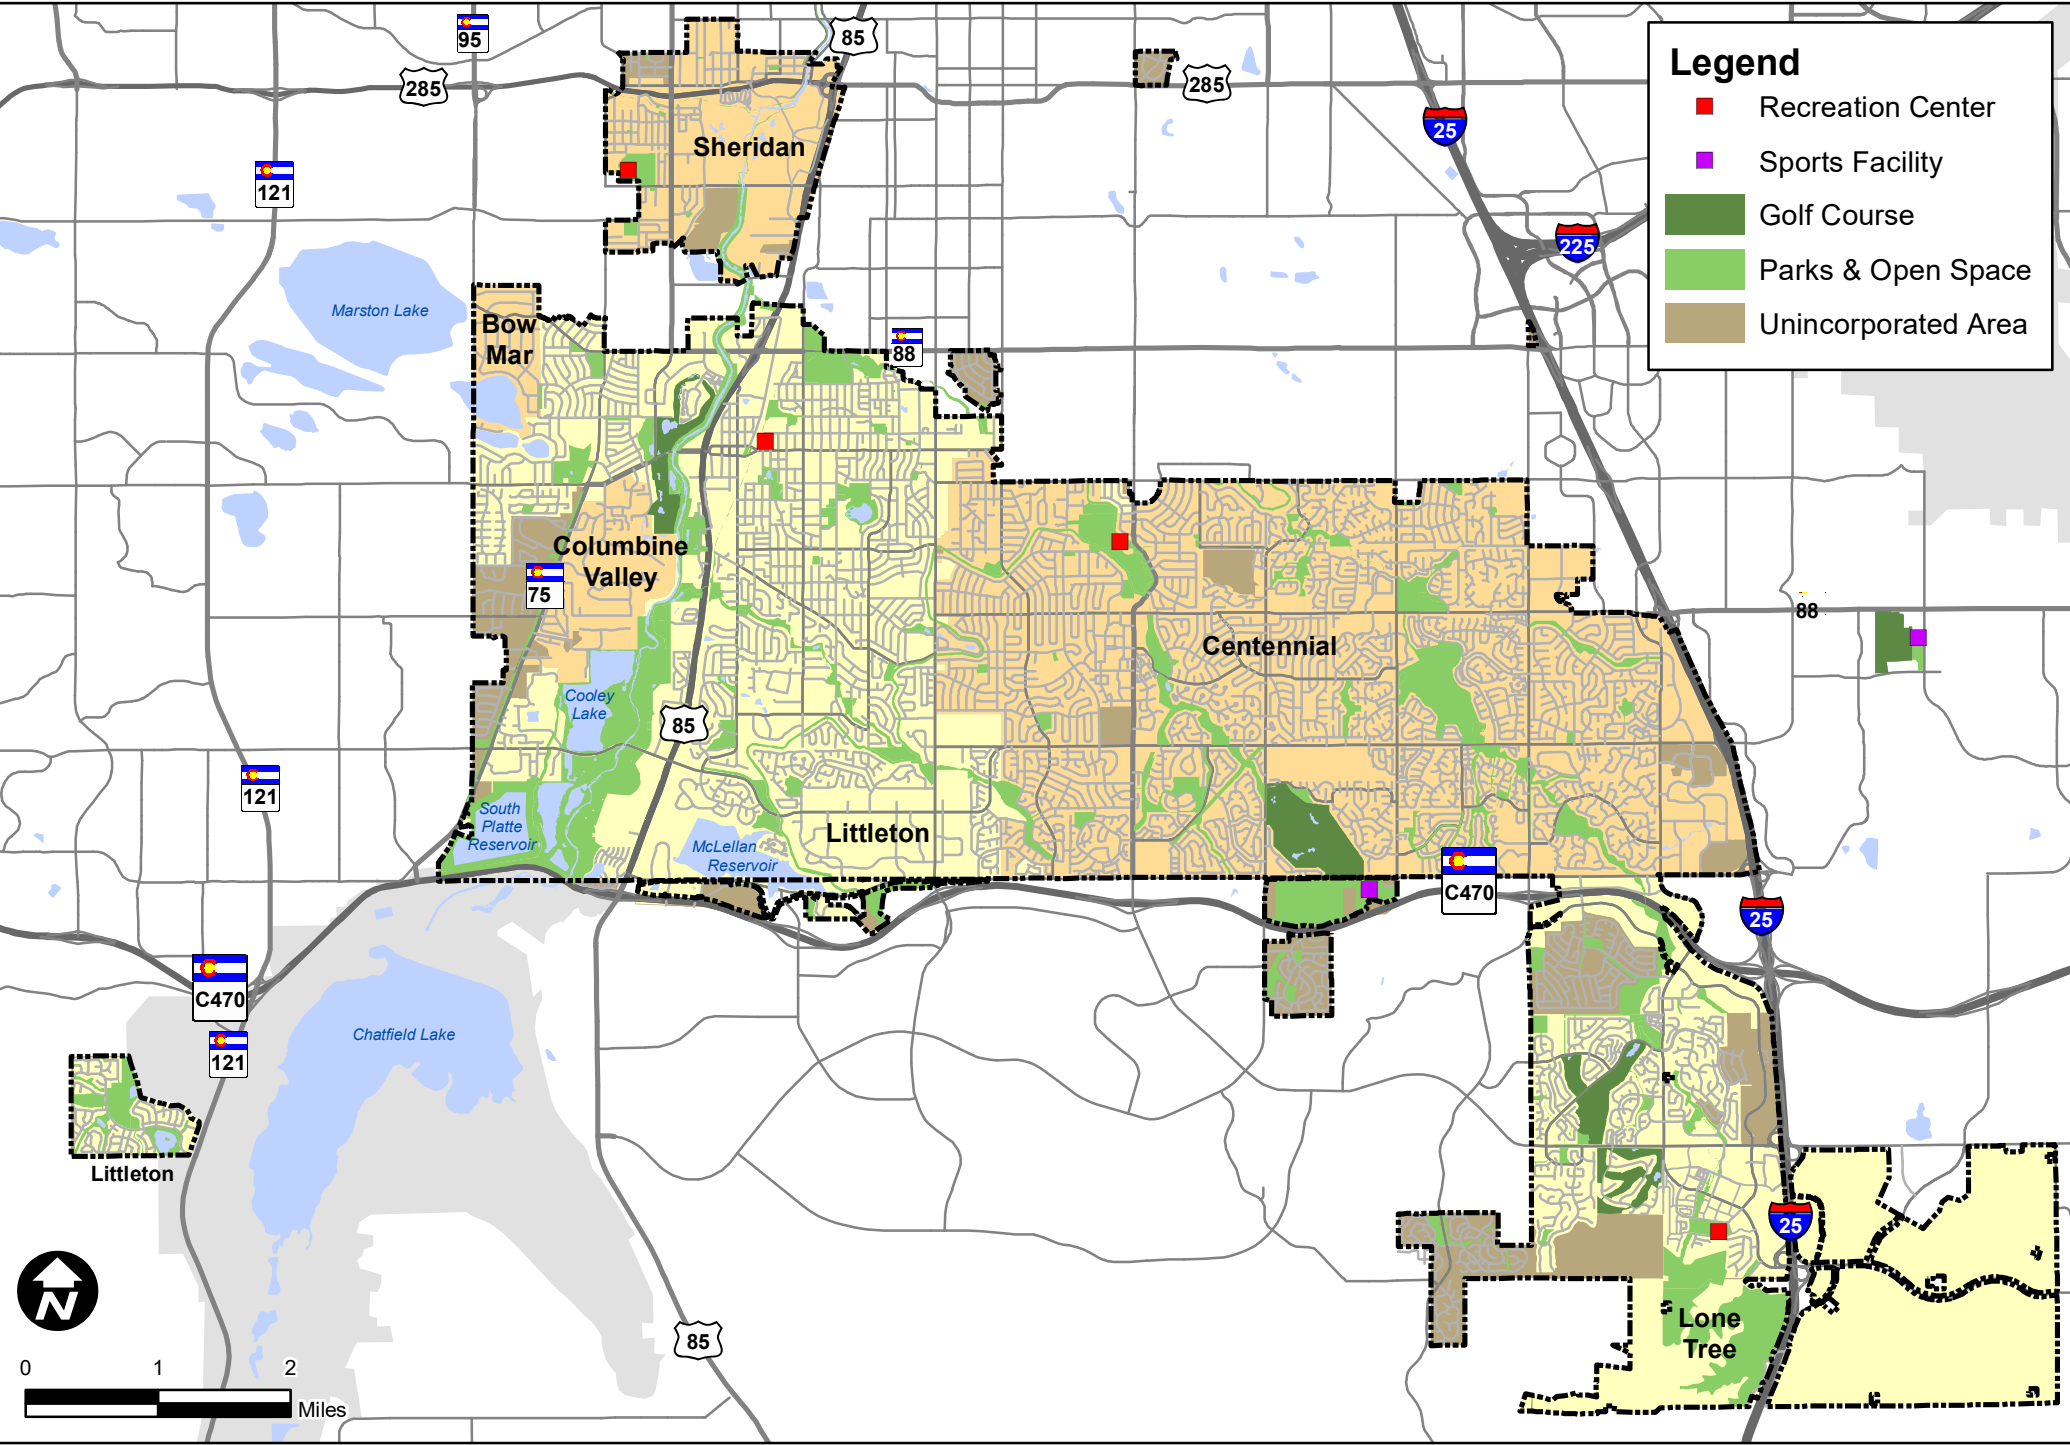 95
85
285
285
Legend
Recreation Center
Sports Facility
Golf Course
Parks & Open Space
Unincorporated Area
25
Sheridan
121
225
Marston Lake
Bow
Mar
88
Columbine
Valley
75
88
Centennial
Cooley
Lake
85
121
South
Platte
Reservoir
Littleton
McLellan
Reservoir
C470
25
C470
Chatfield Lake
121
Littleton
25
Lone
Tree
N
85
0 1 2
Miles